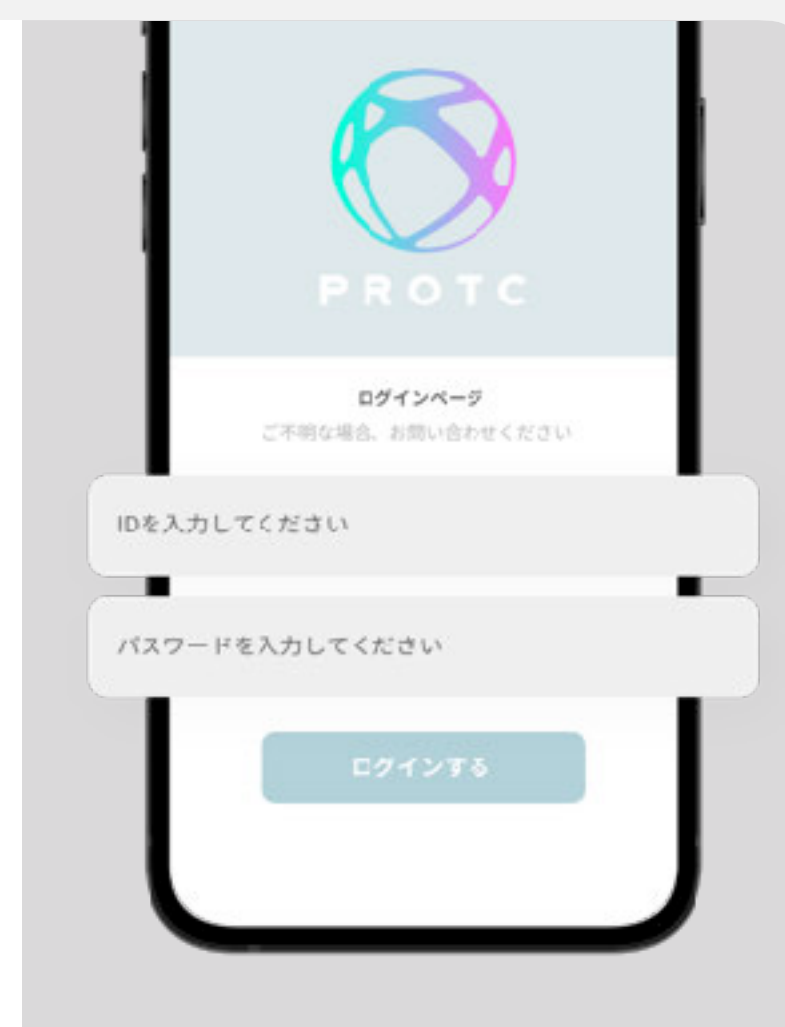 PROTC
ログインページ
ご不明な場合、お問い合わせください
IDを入力してください
パスワードを入力してください
ログインする